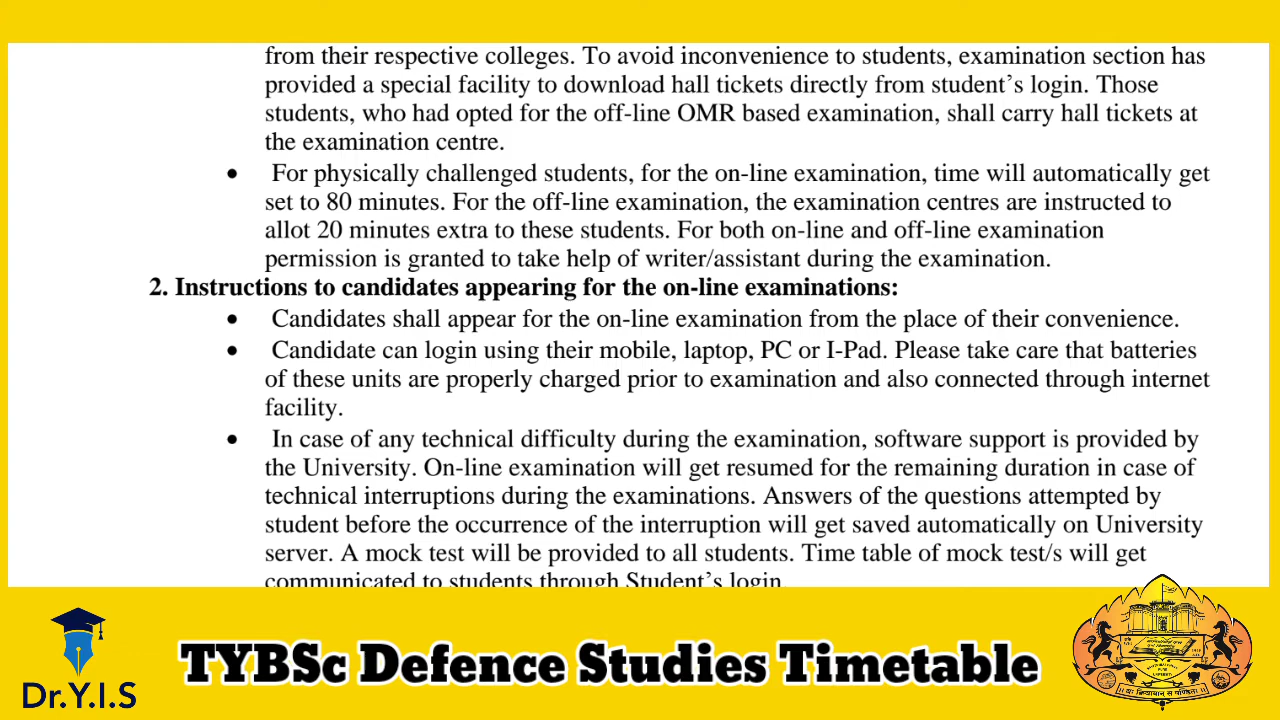 from their respective colleges. To avoid inconvenience to students, examination section has
provided a special facility to download hall tickets directly from student's login. Those
students, who had opted for the off-line OMR based examination, shall carry hall tickets at
the examination centre.
• For physically challenged students, for the on-line examination, time will automatically get
set to 80 minutes. For the off-line examination, the examination centres are instructed to
allot 20 minutes extra to these students. For both on-line and off-line examination
permission is granted to take help of writer/assistant during the examination.
2. Instructions to candidates appearing for the on-line examinations:
• Candidates shall appear for the on-line examination from the place of their convenience.
• Candidate can login using their mobile, laptop, PC or I-Pad. Please take care that batteries
of these units are properly charged prior to examination and also connected through internet
facility.
• In case of any technical difficulty during the examination, software support is provided by
the University. On-line examination will get resumed for the remaining duration in case of
technical interruptions during the examinations. Answers of the questions attempted by
student before the occurrence of the interruption will get saved automatically on University
server. A mock test will be provided to all students. Time table of mock test/s will get
communicated to students through Student's login.
Dr.Y.I.S
TYBSc Defence Studies Timetable
॥ यः क्रियावान् स पण्डितः ॥